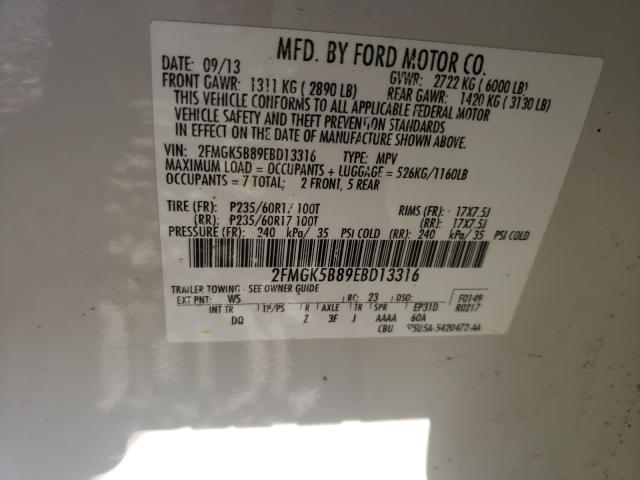 MFD. BY FORD MOTOR CO.
DATE: 09/13 GVWR: 2722 KG (6000 LB)
FRONT GAWR: 1311 KG (2890 LB) REAR GAWR: 1420 KG (3130 LB)
THIS VEHICLE CONFORMS TO ALL APPLICABLE FEDERAL MOTOR
VEHICLE SAFETY AND THEFT PREVENTION STANDARDS
IN EFFECT ON THE DATE OF MANUFACTURE SHOWN ABOVE.
VIN: 2FMGK5B89EBD13316 TYPE: MPV
MAXIMUM LOAD = OCCUPANTS + LUGGAGE = 526KG/1160LB
OCCUPANTS = 7 TOTAL; 2 FRONT, 5 REAR
TIRE (FR): P235/60R17 100T RIMS (FR): 17X7.5J
(RR): P235/60R17 100T (RR): 17X7.5J
PRESSURE (FR): 240 kPa/ 35 PSI COLD (RR): 240 kPa/35 PSI COLD
2FMGK5B89EBD13316
TRAILER TOWING - SEE OWNER GUIDE
EXT PNT: WS RC: 23 DSO: F0149
INT TR TP/PS R AXLE TR SPR EP31D R0217
DQ Z 3F J AAAA 60A
CBU 5U5A-5420472-AA